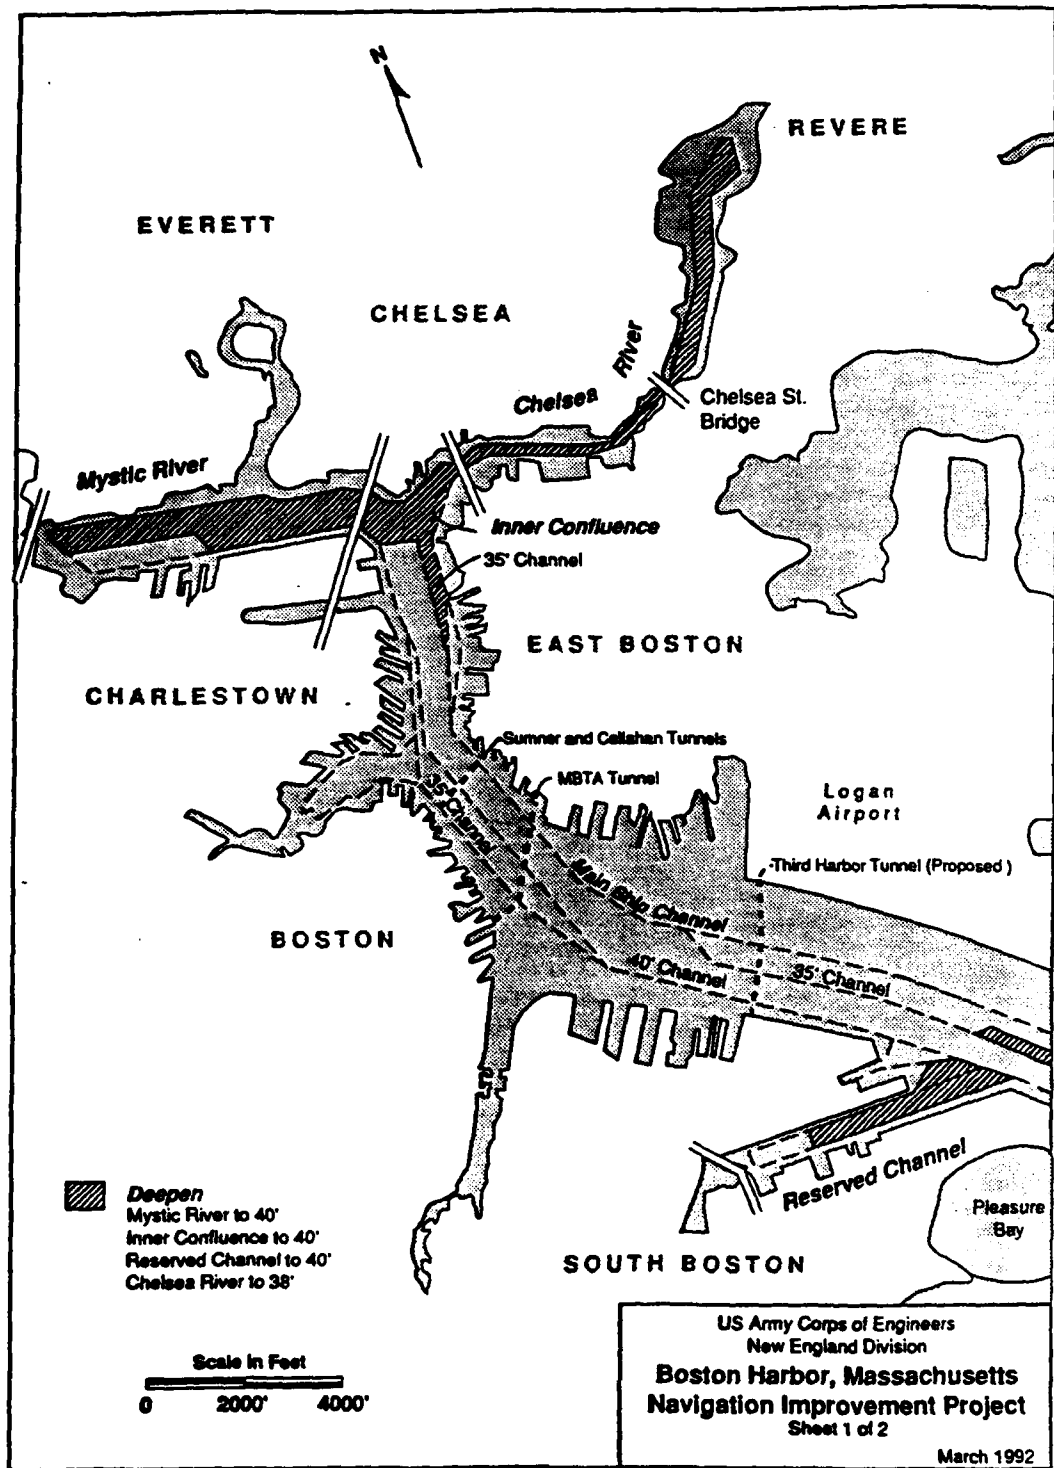 N
REVERE
EVERETT
CHELSEA
Chelsea River
Chelsea St.
Bridge
Mystic River
Inner Confluence
35' Channel
EAST BOSTON
CHARLESTOWN
Sumner and Callahan Tunnels
MBTA Tunnel
Logan
Airport
35' Channel
Third Harbor Tunnel (Proposed)
Main Ship Channel
BOSTON
40' Channel
35' Channel
Reserved Channel
Pleasure
Bay
SOUTH BOSTON
Deepen
Mystic River to 40'
Inner Confluence to 40'
Reserved Channel to 40'
Chelsea River to 38'
Scale in Feet
0 2000' 4000'
US Army Corps of Engineers
New England Division
Boston Harbor, Massachusetts
Navigation Improvement Project
Sheet 1 of 2
March 1992